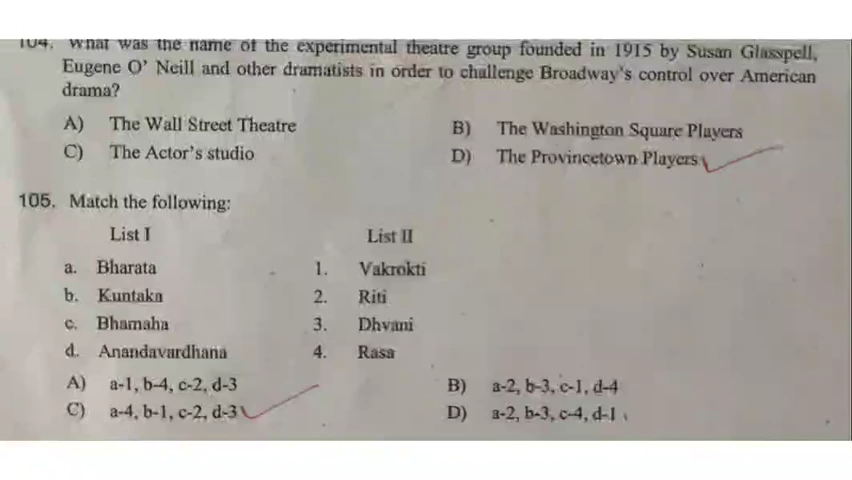 104. What was the name of the experimental theatre group founded in 1915 by Susan Glasspell,
Eugene O' Neill and other dramatists in order to challenge Broadway's control over American
drama?
A) The Wall Street Theatre B) The Washington Square Players
C) The Actor's studio D) The Provincetown Players
105. Match the following:
List I List II
a. Bharata 1. Vakrokti
b. Kuntaka 2. Riti
c. Bhamaha 3. Dhvani
d. Anandavardhana 4. Rasa
A) a-1, b-4, c-2, d-3 B) a-2, b-3, c-1, d-4
C) a-4, b-1, c-2, d-3 D) a-2, b-3, c-4, d-1